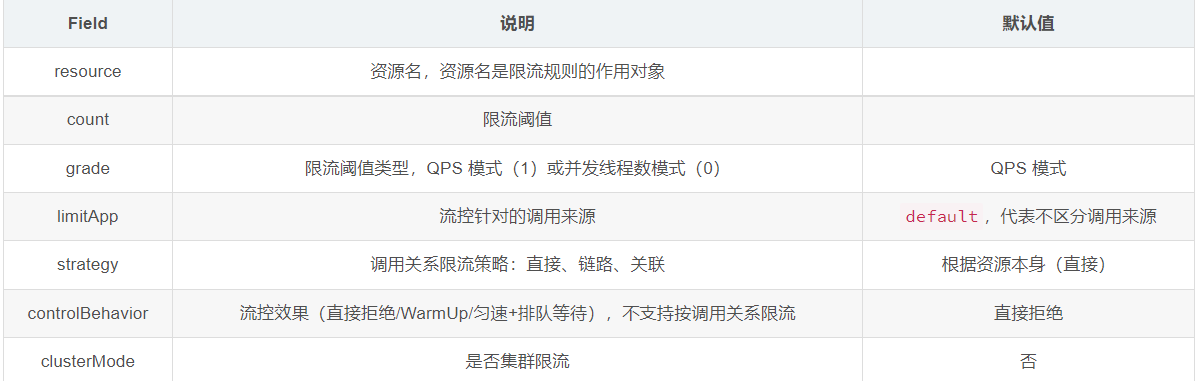 Field 说明 默认值
resource 资源名，资源名是限流规则的作用对象
count 限流阈值
grade 限流阈值类型，QPS 模式（1）或并发线程数模式（0） QPS 模式
limitApp 流控针对的调用来源 default，代表不区分调用来源
strategy 调用关系限流策略：直接、链路、关联 根据资源本身（直接）
controlBehavior 流控效果（直接拒绝/WarmUp/匀速+排队等待），不支持按调用关系限流 直接拒绝
clusterMode 是否集群限流 否